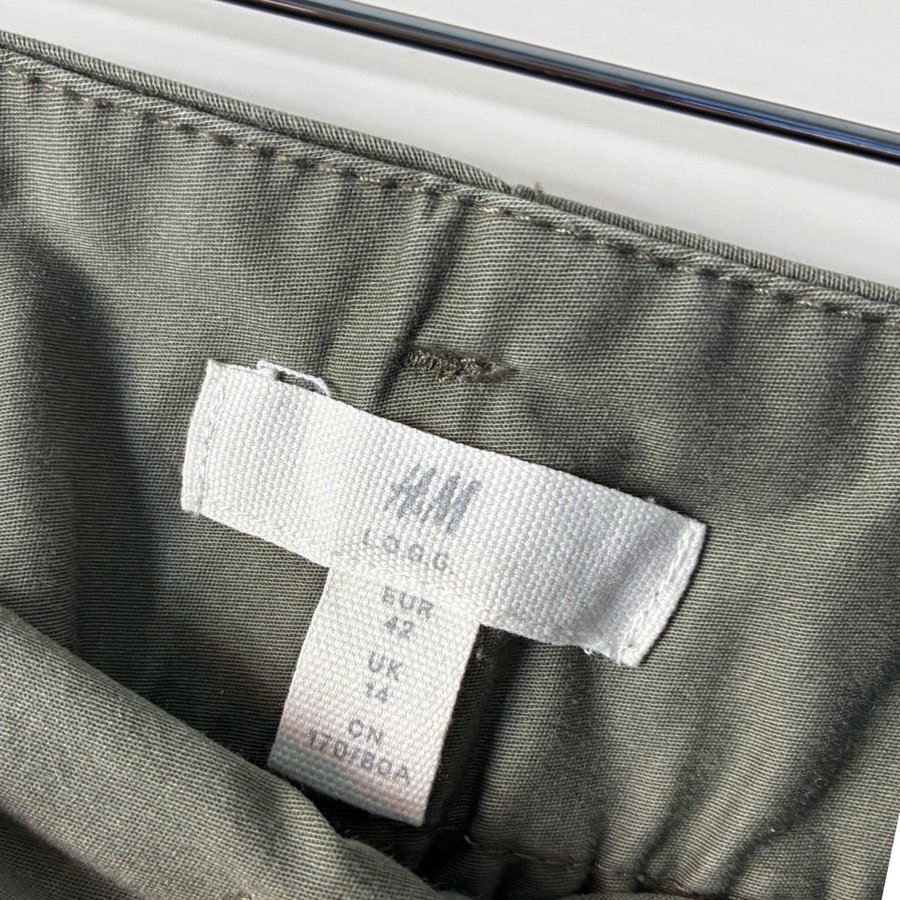 H&M
L.O.G.G.
EUR
42
UK
14
CN
170/80A